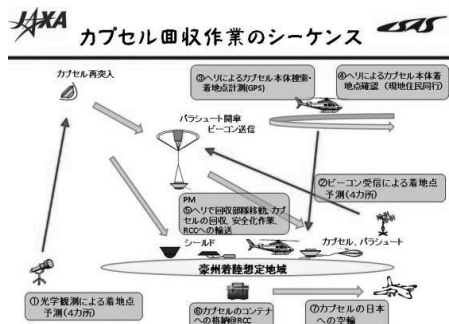 JAXA
カプセル回収作業のシーケンス
ISAS
カプセル再突入
③ヘリによるカプセル本体捜索・
着地点計測(GPS)
④ヘリによるカプセル本体着
地点確認 (現地住民同行)
パラシュート開傘
ビーコン送信
②ビーコン受信による着地点
予測(4カ所)
PM
⑤ヘリで回収部隊移動、カプ
セルの回収、安全化作業、
RCCへの輸送
シールド
カプセル、パラシュート
豪州着陸想定地域
①光学観測による着地点
予測(4カ所)
⑥カプセルのコンテナ
への格納@RCC
⑦カプセルの日本
への空輸